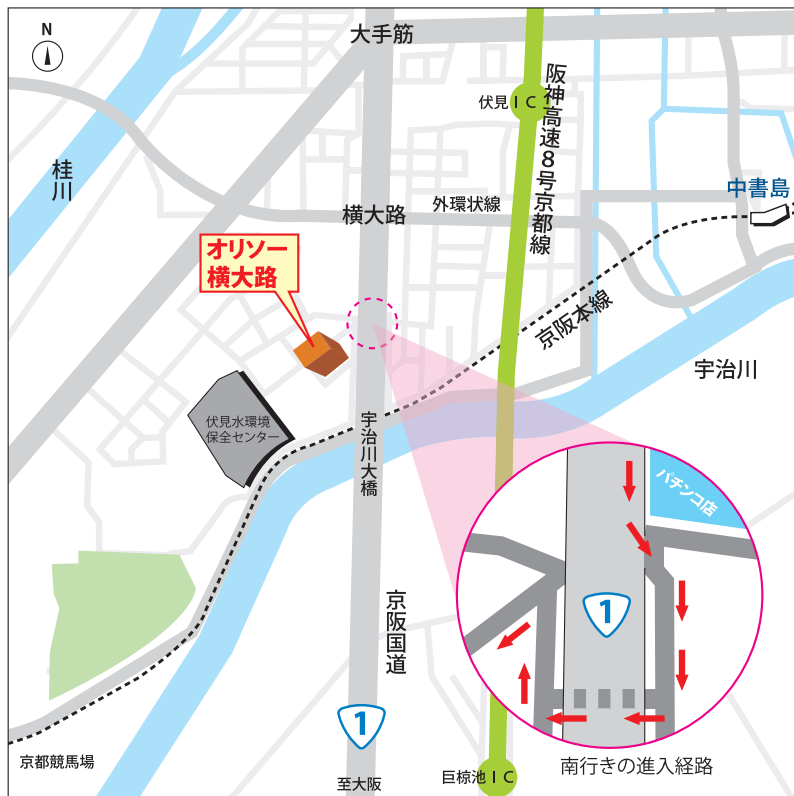 N
大手筋
阪神高速8号京都線
伏見IC
桂川
中書島
外環状線
横大路
オリソー
横大路
京阪本線
宇治川
伏見水環境
保全センター
宇治川大橋
パチンコ店
1
京阪国道
1
京都競馬場
至大阪
巨椋池IC
南行きの進入経路